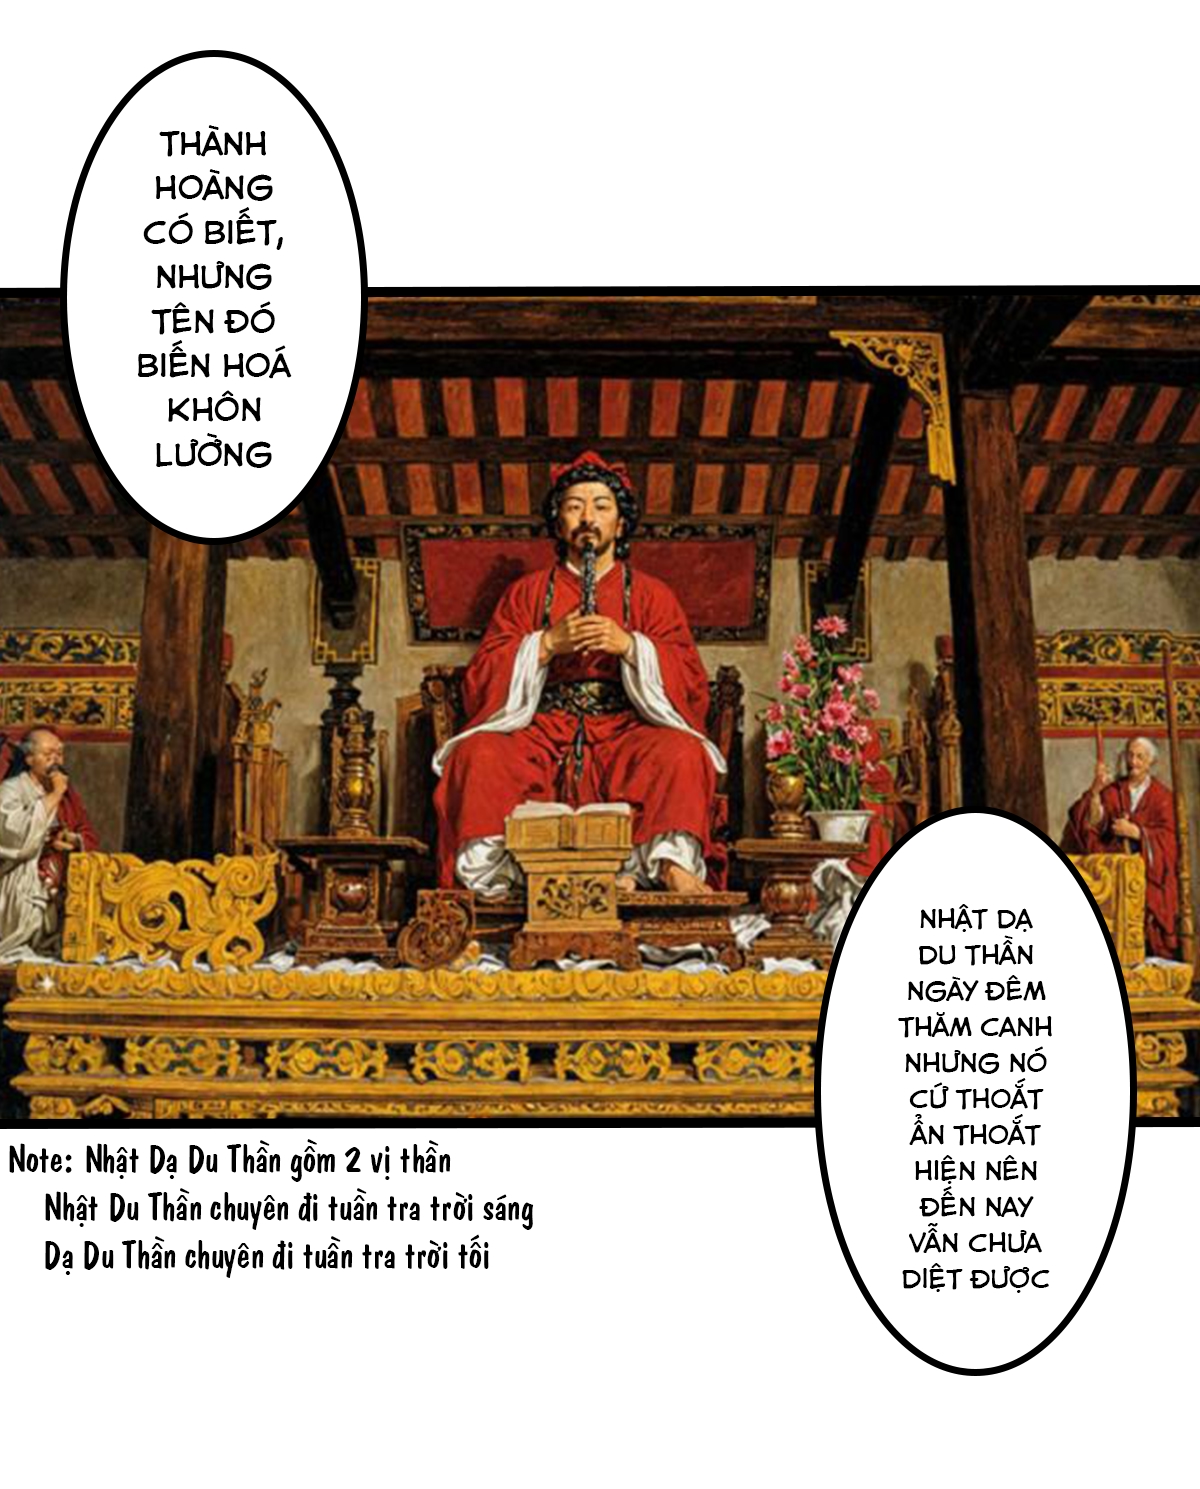 THÀNH
HOÀNG
CÓ BIẾT,
NHƯNG
TÊN ĐÓ
BIẾN HOÁ
KHÔN
LƯỜNG
NHẬT DẠ
DU THẦN
NGÀY ĐÊM
THĂM CANH
NHƯNG NÓ
CỨ THOẮT
ẨN THOẮT
HIỆN NÊN
ĐẾN NAY
VẪN CHƯA
DIỆT ĐƯỢC
Note: Nhật Dạ Du Thần gồm 2 vị thần
Nhật Du Thần chuyên đi tuần tra trời sáng
Dạ Du Thần chuyên đi tuần tra trời tối